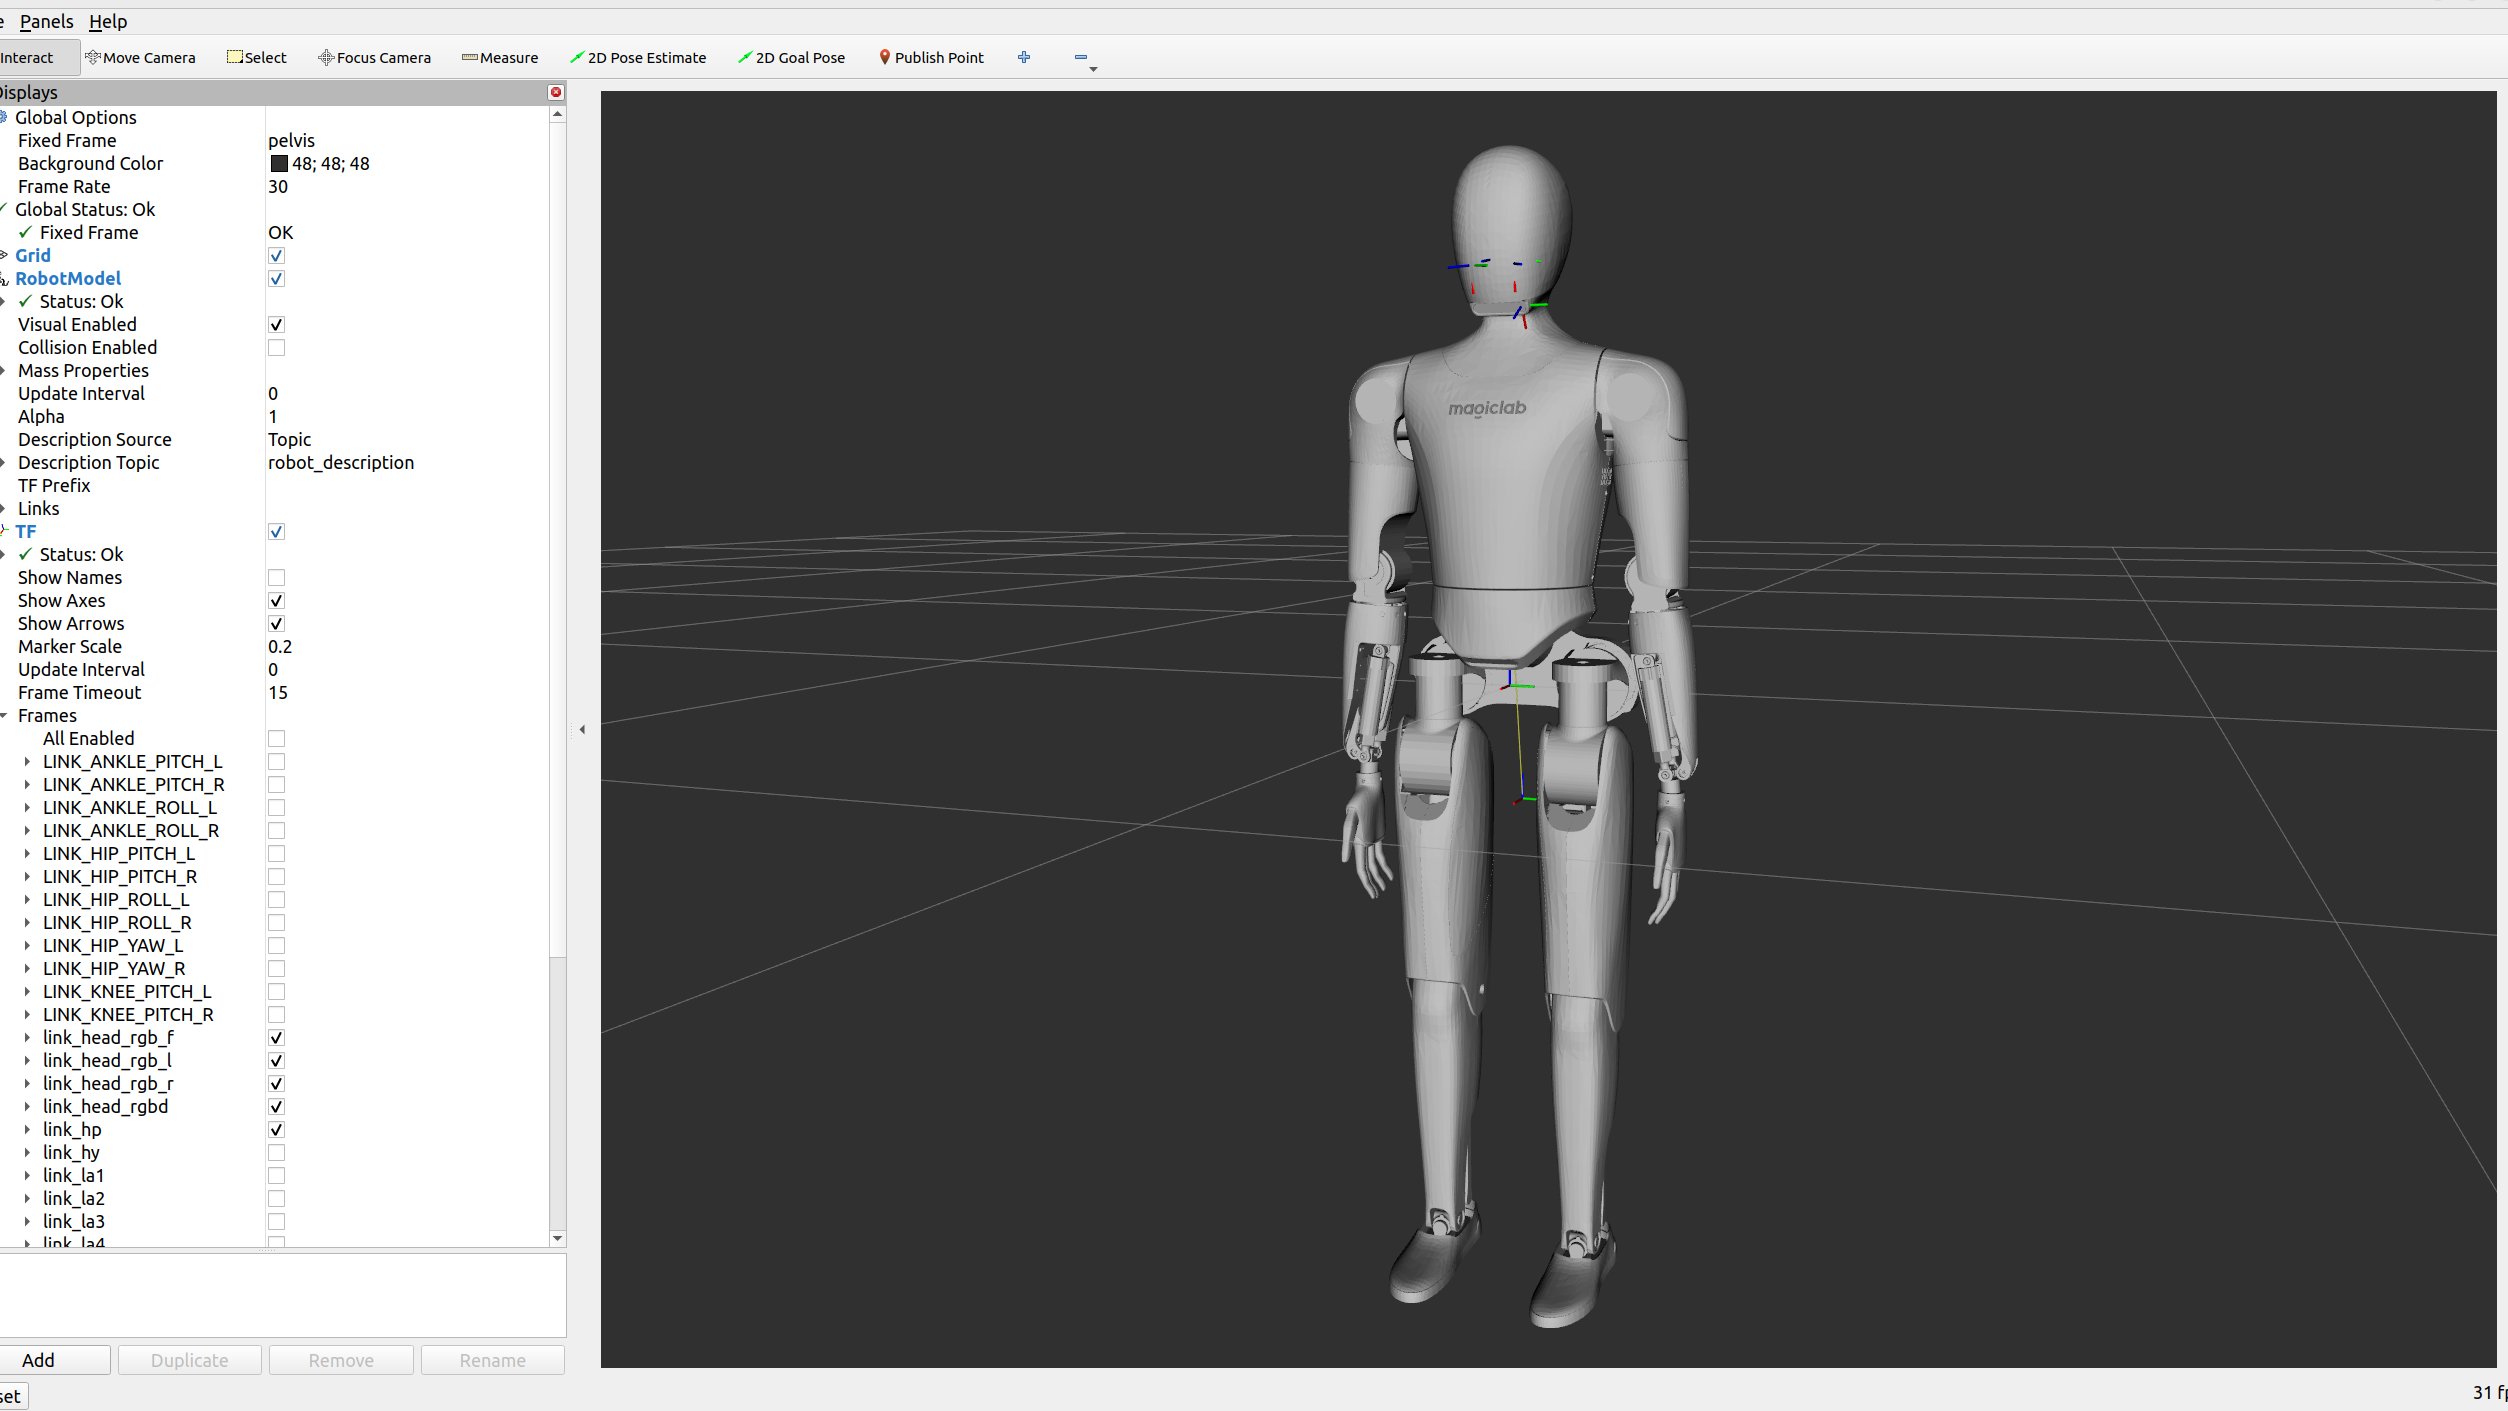 Panels Help
Interact Move Camera Select Focus Camera Measure 2D Pose Estimate 2D Goal Pose Publish Point
Displays
Global Options
Fixed Frame pelvis
Background Color 48; 48; 48
Frame Rate 30
Global Status: Ok
Fixed Frame OK
Grid
RobotModel
Status: Ok
Visual Enabled
Collision Enabled
Mass Properties
Update Interval 0
Alpha 1
Description Source Topic
Description Topic robot_description
TF Prefix
Links
TF
Status: Ok
Show Names
Show Axes
Show Arrows
Marker Scale 0.2
Update Interval 0
Frame Timeout 15
Frames
All Enabled
LINK_ANKLE_PITCH_L
LINK_ANKLE_PITCH_R
LINK_ANKLE_ROLL_L
LINK_ANKLE_ROLL_R
LINK_HIP_PITCH_L
LINK_HIP_PITCH_R
LINK_HIP_ROLL_L
LINK_HIP_ROLL_R
LINK_HIP_YAW_L
LINK_HIP_YAW_R
LINK_KNEE_PITCH_L
LINK_KNEE_PITCH_R
link_head_rgb_f
link_head_rgb_l
link_head_rgb_r
link_head_rgbd
link_hp
link_hy
link_la1
link_la2
link_la3
link_la4
Add Duplicate Remove Rename
set
31 fp
magiclab